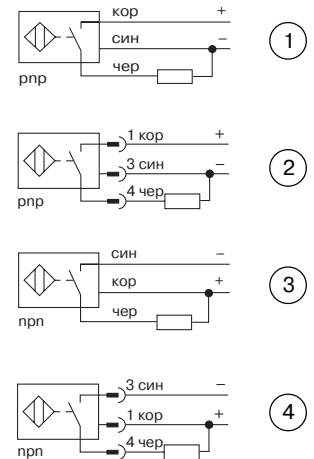 кор +
син –
чер
pnp
1
1 кор +
3 син –
4 чер
pnp
2
син –
кор +
чер
npn
3
3 син –
1 кор +
4 чер
npn
4